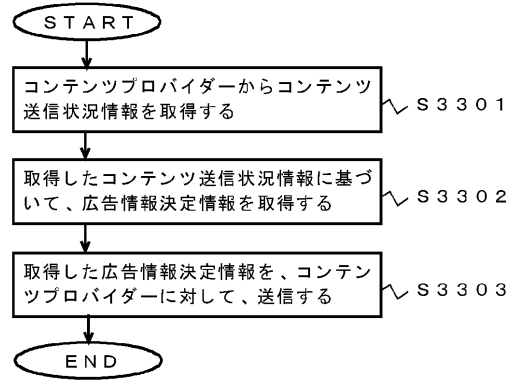 START
コンテンツプロバイダーからコンテンツ
送信状況情報を取得する
S3301
取得したコンテンツ送信状況情報に基づ
いて、広告情報決定情報を取得する
S3302
取得した広告情報決定情報を、コンテン
ツプロバイダーに対して、送信する
S3303
END